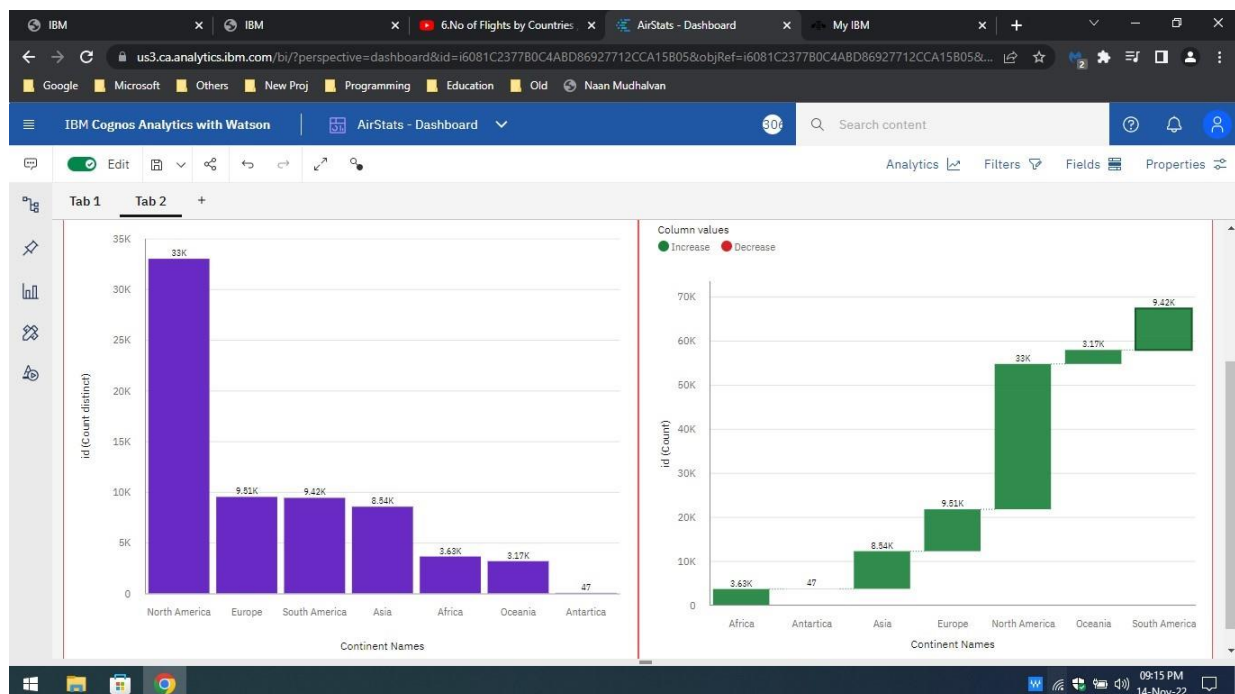 IBM IBM 6.No of Flights by Countries AirStats - Dashboard My IBM
us3.ca.analytics.ibm.com/bi/?perspective=dashboard&id=i6081C2377B0C4ABD86927712CCA15B05&objRef=i6081C2377B0C4ABD86927712CCA15B05&...
2
Google Microsoft Others New Proj Programming Education Old Naan Mudhalvan
IBM Cognos Analytics with Watson AirStats - Dashboard Search content
Edit Analytics Filters Fields Properties
Tab 1 Tab 2 +
id (Count distinct)
35K
30K
25K
20K
15K
10K
5K
0
33K
9.51K
9.42K
8.54K
3.63K
3.17K
47
North America Europe South America Asia Africa Oceania Antartica
Continent Names
Column values
Increase Decrease
id (Count)
70K
60K
50K
40K
30K
20K
10K
0
3.63K
47
8.54K
9.51K
33K
3.17K
9.42K
Africa Antartica Asia Europe North America Oceania South America
Continent Names
09:15 PM
14-Nov-22